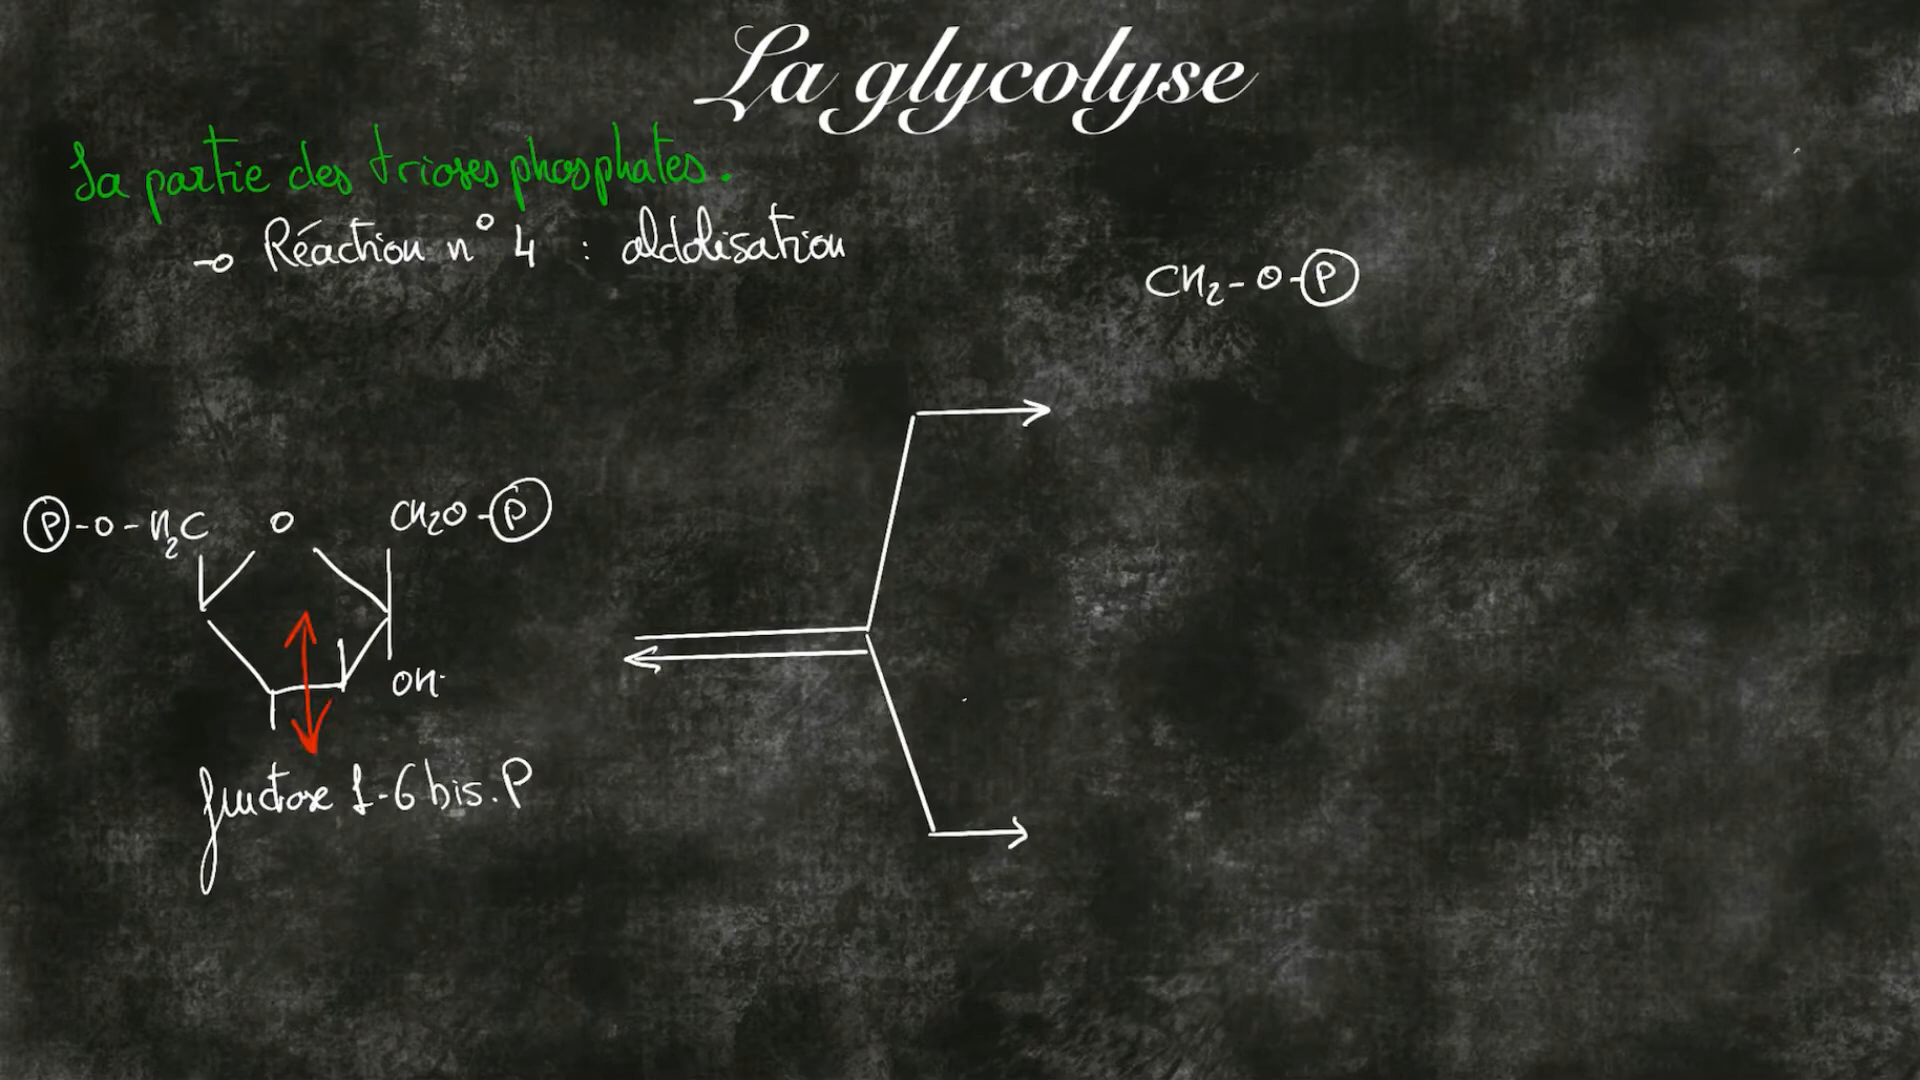 La glycolyse
La partie des trioses phosphates.
Réaction n° 4 : aldolisation
CH2-O-P
P-O-H2C O CH2O-P
OH
fructose 1-6 bis.P